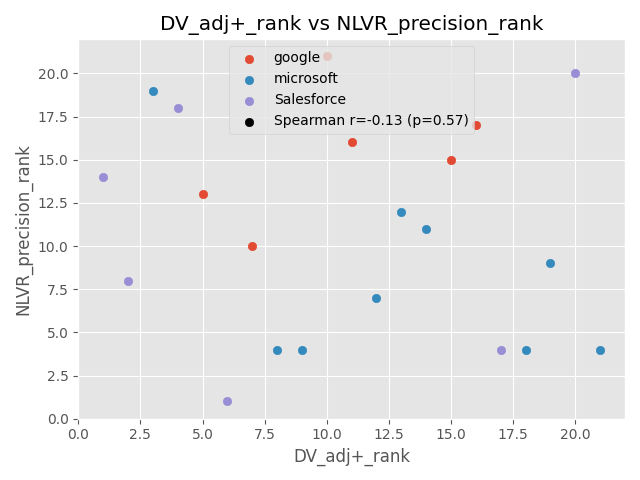 DV_adj+_rank vs NLVR_precision_rank
google
microsoft
Salesforce
Spearman r=-0.13 (p=0.57)
NLVR_precision_rank
20.0
17.5
15.0
12.5
10.0
7.5
5.0
2.5
0.0
0.0 2.5 5.0 7.5 10.0 12.5 15.0 17.5 20.0
DV_adj+_rank